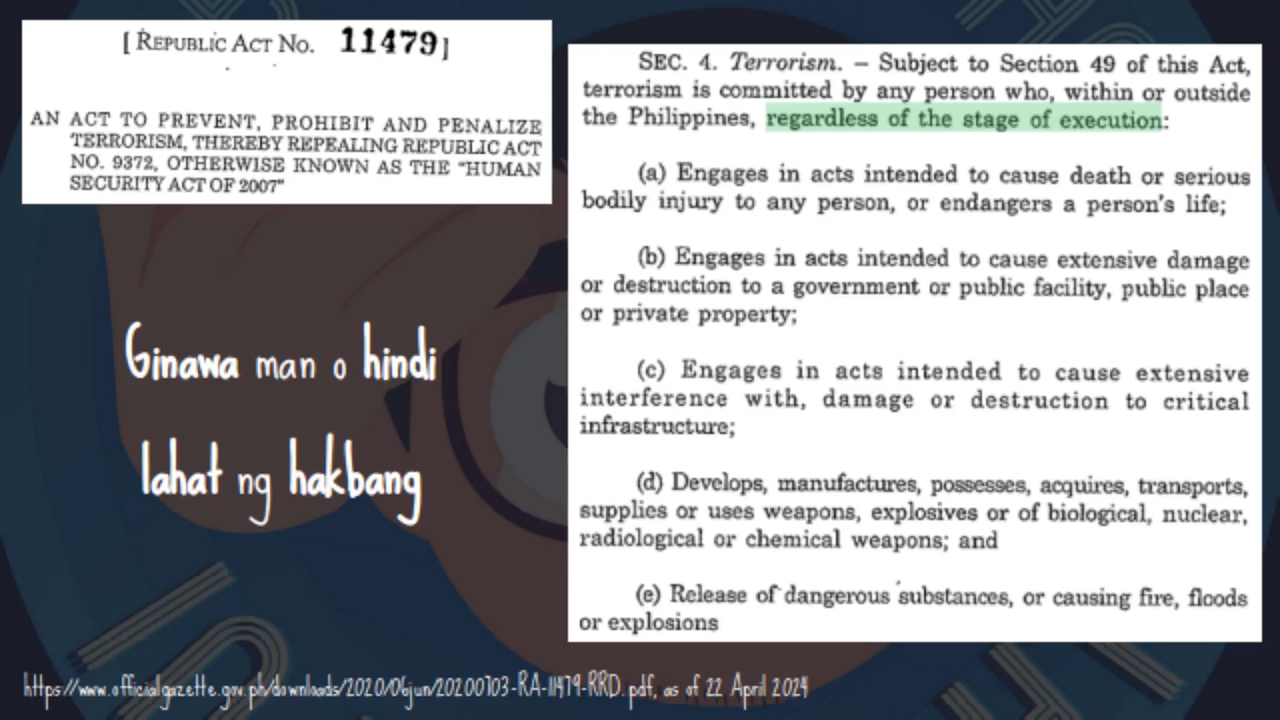 [ REPUBLIC ACT NO. 11479 ]
AN ACT TO PREVENT, PROHIBIT AND PENALIZE
TERRORISM, THEREBY REPEALING REPUBLIC ACT
NO. 9372, OTHERWISE KNOWN AS THE "HUMAN
SECURITY ACT OF 2007"
Ginawa man o hindi
lahat ng hakbang
SEC. 4. Terrorism. – Subject to Section 49 of this Act,
terrorism is committed by any person who, within or outside
the Philippines, regardless of the stage of execution:
(a) Engages in acts intended to cause death or serious
bodily injury to any person, or endangers a person's life;
(b) Engages in acts intended to cause extensive damage
or destruction to a government or public facility, public place
or private property;
(c) Engages in acts intended to cause extensive
interference with, damage or destruction to critical
infrastructure;
(d) Develops, manufactures, possesses, acquires, transports,
supplies or uses weapons, explosives or of biological, nuclear,
radiological or chemical weapons; and
(e) Release of dangerous substances, or causing fire, floods
or explosions
https://www.officialgazette.gov.ph/downloads/2020/06jun/20200703-RA-11479-RRD.pdf, as of 22 April 2024